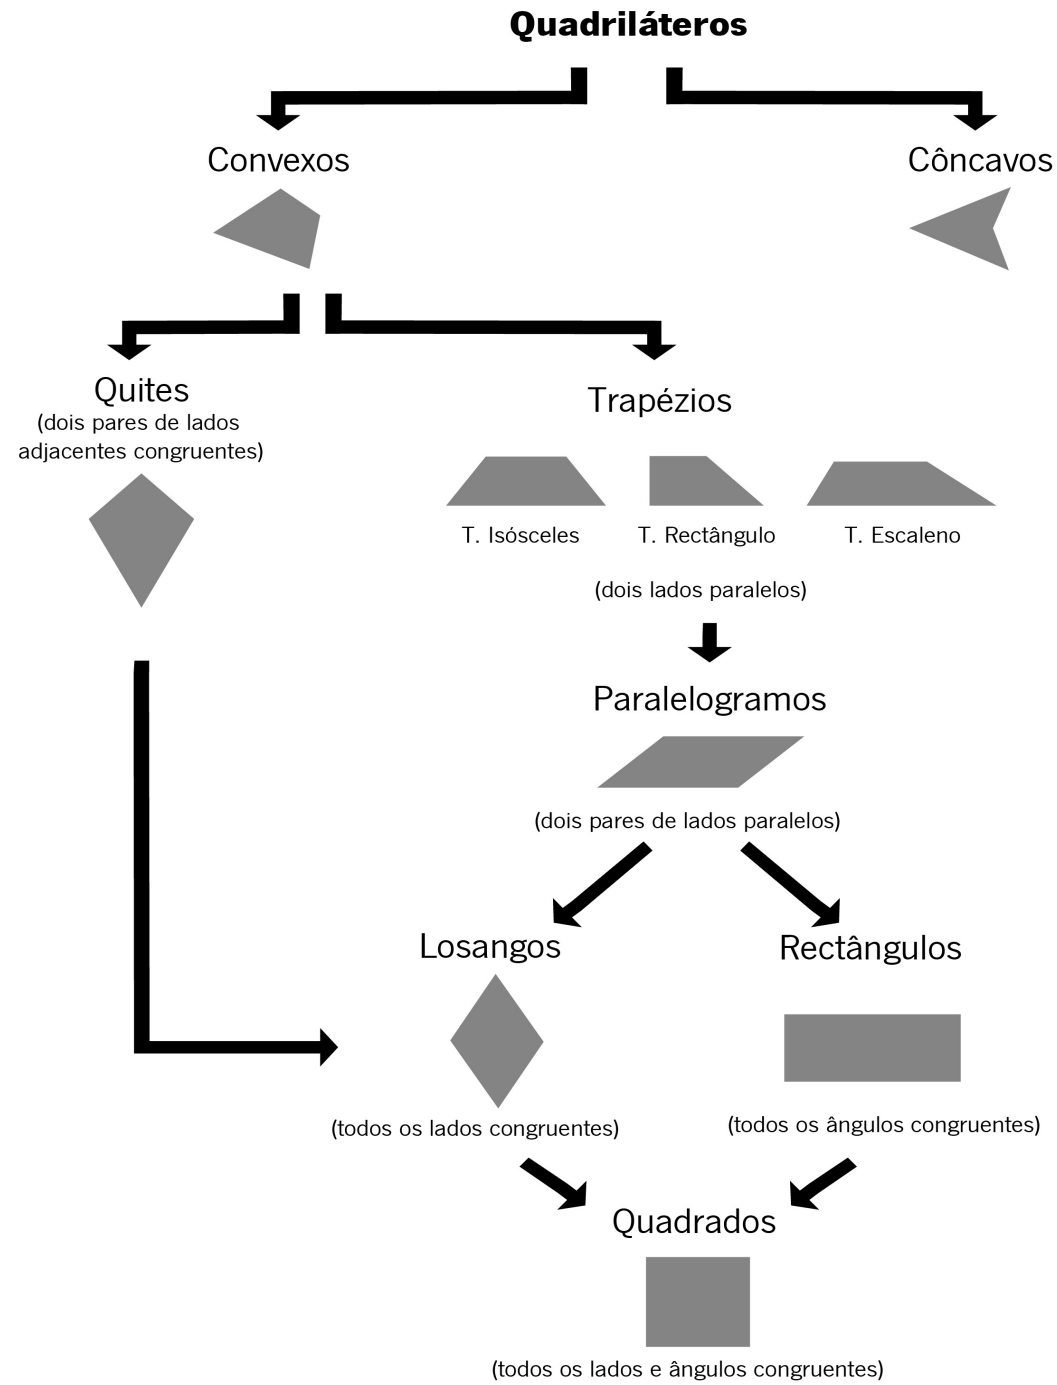 Quadriláteros
Convexos
Côncavos
Quites
(dois pares de lados
adjacentes congruentes)
Trapézios
T. Isósceles
T. Rectângulo
T. Escaleno
(dois lados paralelos)
Paralelogramos
(dois pares de lados paralelos)
Losangos
Rectângulos
(todos os lados congruentes)
(todos os ângulos congruentes)
Quadrados
(todos os lados e ângulos congruentes)